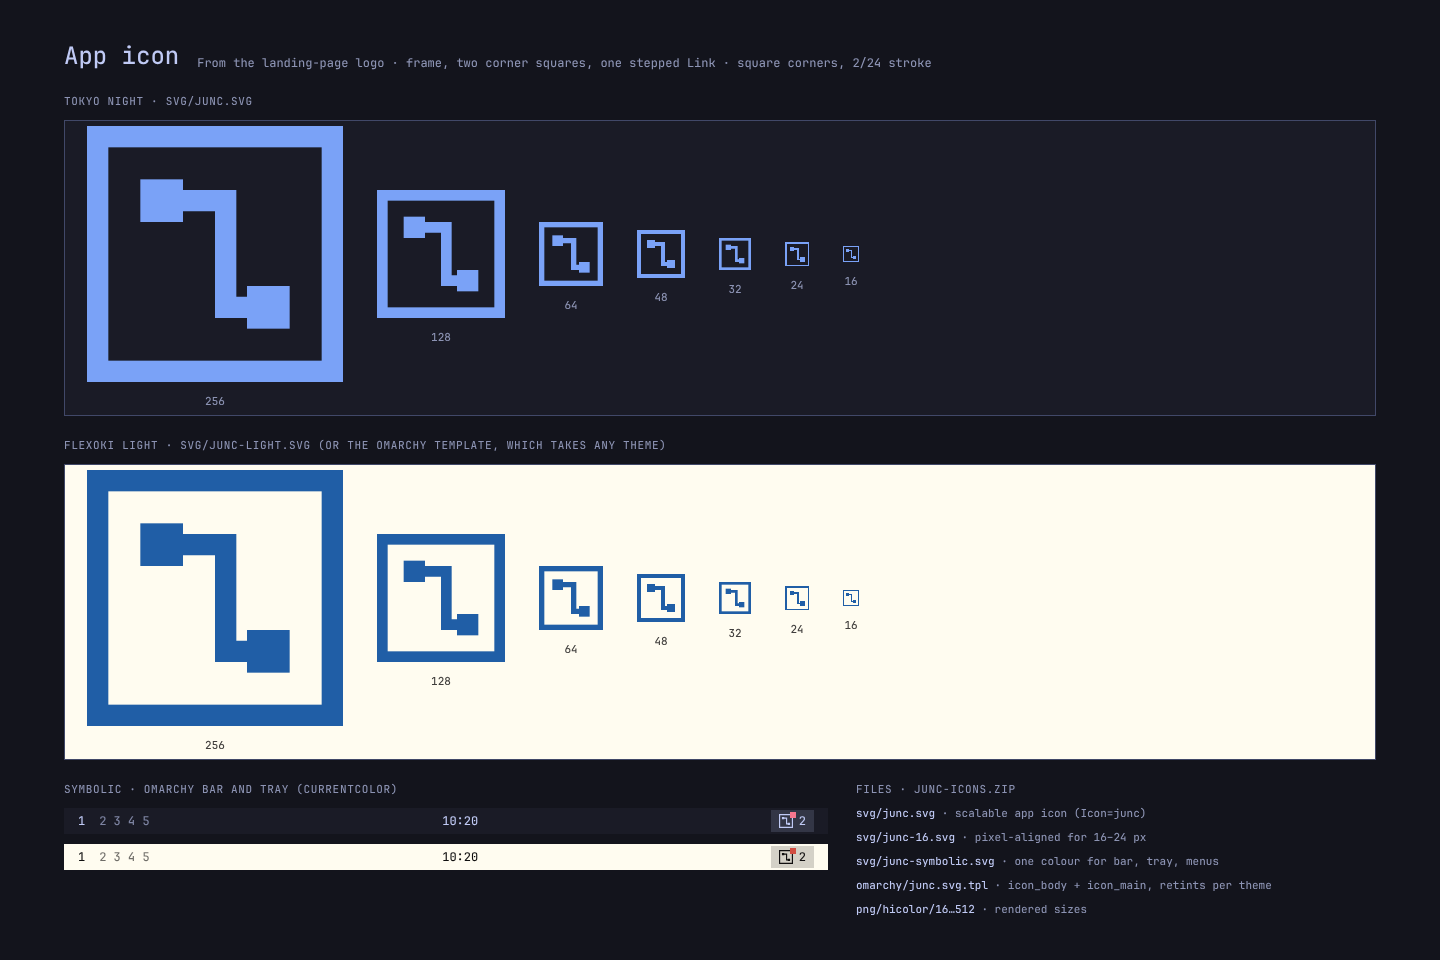 App icon From the landing-page logo · frame, two corner squares, one stepped Link · square corners, 2/24 stroke
TOKYO NIGHT · SVG/JUNC.SVG
256 128 64 48 32 24 16
FLEXOKI LIGHT · SVG/JUNC-LIGHT.SVG (OR THE OMARCHY TEMPLATE, WHICH TAKES ANY THEME)
256 128 64 48 32 24 16
SYMBOLIC · OMARCHY BAR AND TRAY (CURRENTCOLOR)
1 2 3 4 5 10:20 2
1 2 3 4 5 10:20 2
FILES · JUNC-ICONS.ZIP
svg/junc.svg · scalable app icon (Icon=junc)
svg/junc-16.svg · pixel-aligned for 16–24 px
svg/junc-symbolic.svg · one colour for bar, tray, menus
omarchy/junc.svg.tpl · icon_body + icon_main, retints per theme
png/hicolor/16…512 · rendered sizes